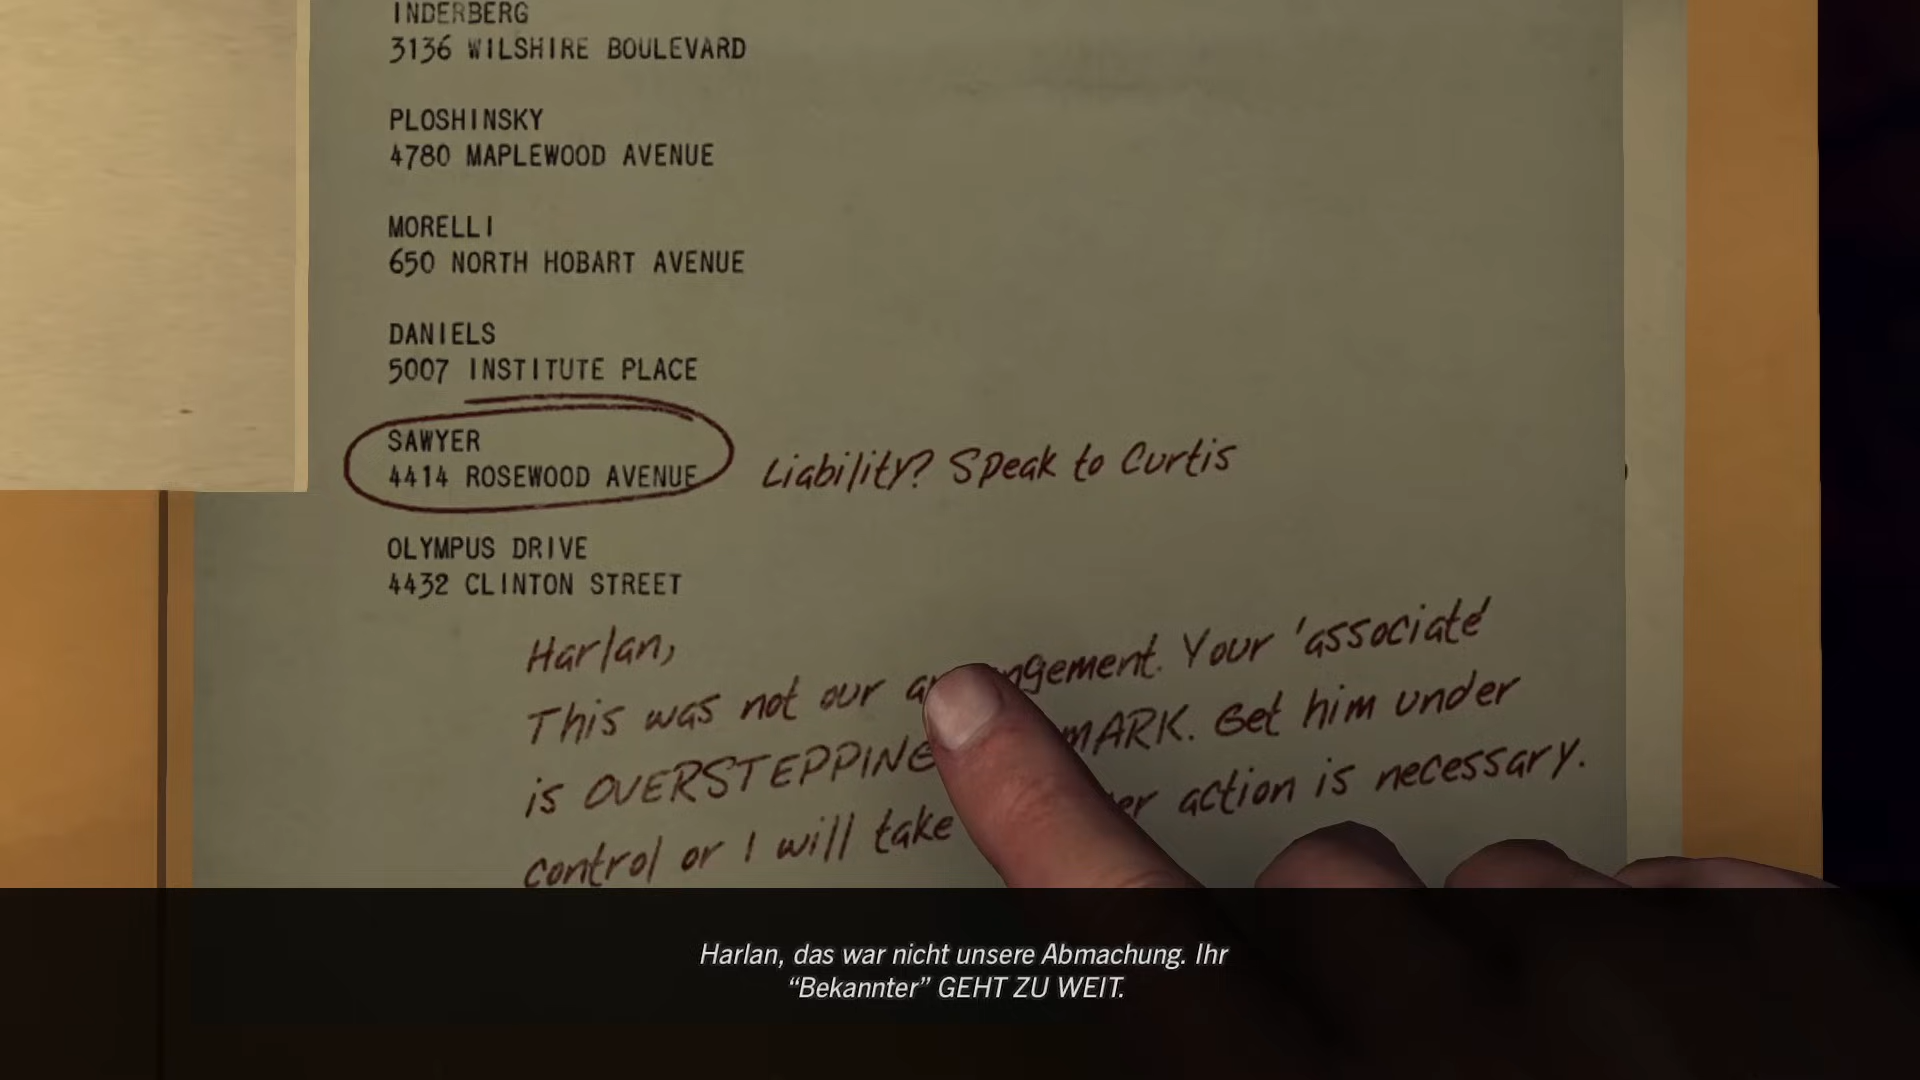 INDERBERG
3136 WILSHIRE BOULEVARD
PLOSHINSKY
4780 MAPLEWOOD AVENUE
MORELLI
650 NORTH HOBART AVENUE
DANIELS
5007 INSTITUTE PLACE
SAWYER
4414 ROSEWOOD AVENUE
Liability? Speak to Curtis
OLYMPUS DRIVE
4432 CLINTON STREET
Harlan,
This was not our arrangement. Your 'associate'
is OVERSTEPPING mARK. Get him under
control or I will take action is necessary.
Harlan, das war nicht unsere Abmachung. Ihr
“Bekannter” GEHT ZU WEIT.